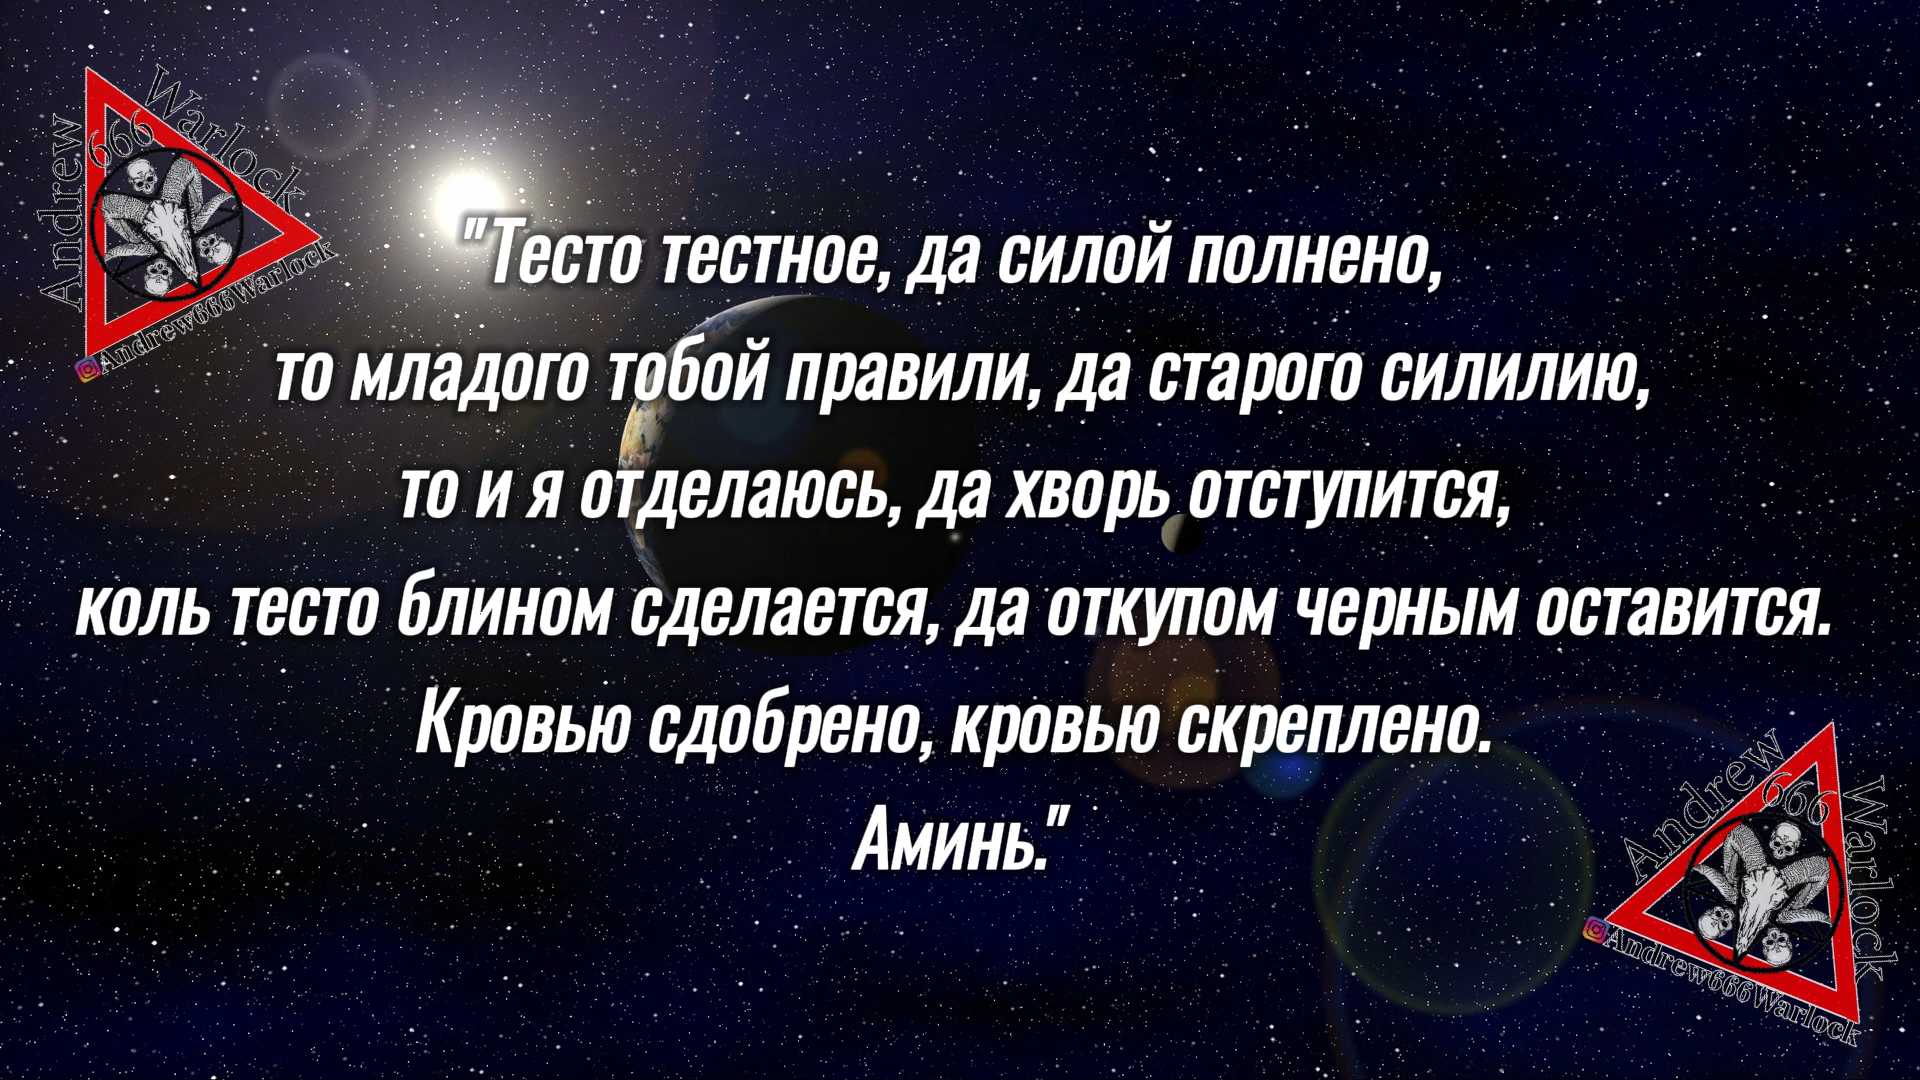 Andrew
Warlock
666
Andrew666Warlock
"Тесто тестное, да силой полнено,
то младого тобой правили, да старого силилию,
то и я отделаюсь, да хворь отступится,
коль тесто блином сделается, да откупом черным оставится.
Кровью сдобрено, кровью скреплено.
Аминь."
Andrew
Warlock
666
Andrew666Warlock